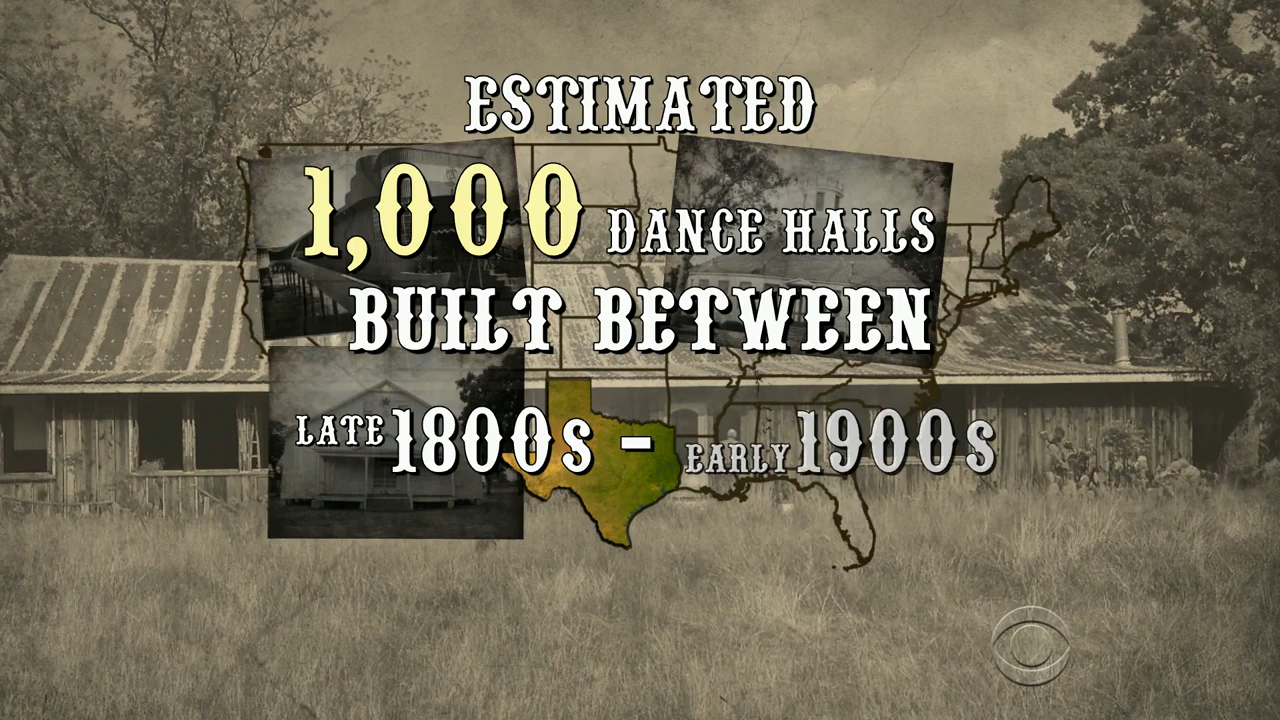 ESTIMATED
1,000 DANCE HALLS
BUILT BETWEEN
LATE 1800s - EARLY 1900s